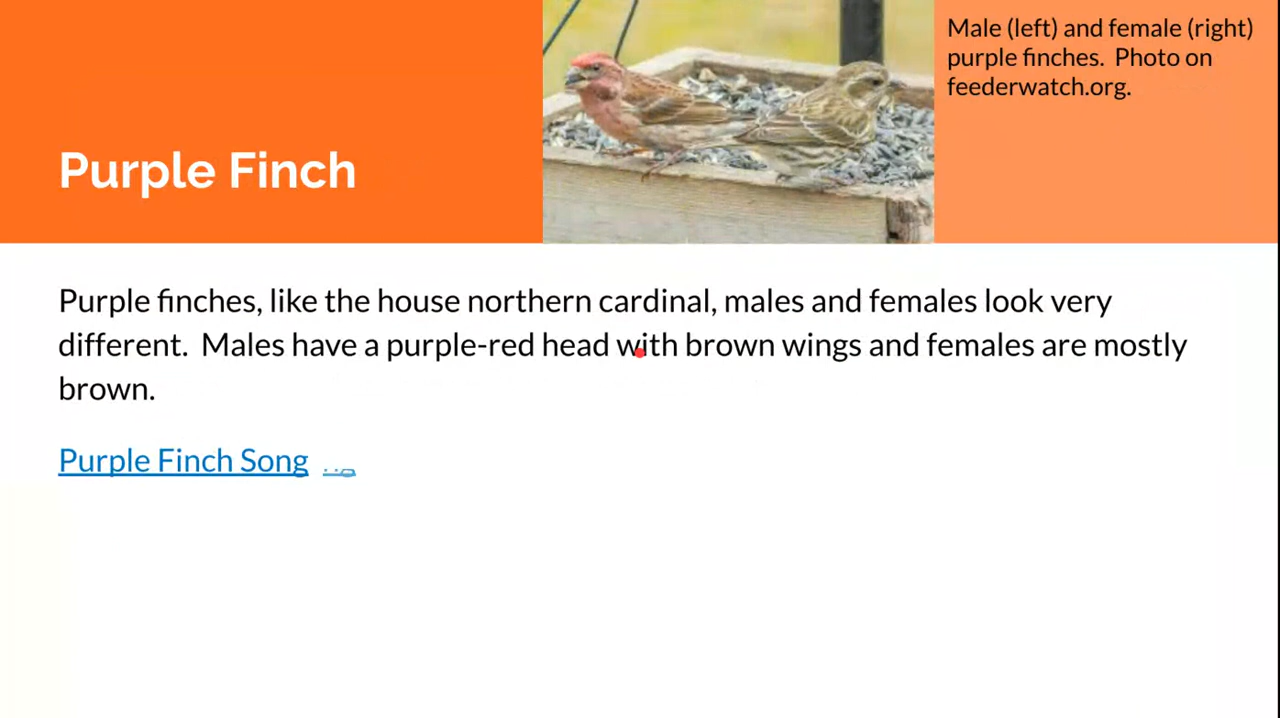 Male (left) and female (right)
purple finches.  Photo on
feederwatch.org.
Purple Finch
Purple finches, like the house northern cardinal, males and females look very
different.  Males have a purple-red head with brown wings and females are mostly
brown.
Purple Finch Song